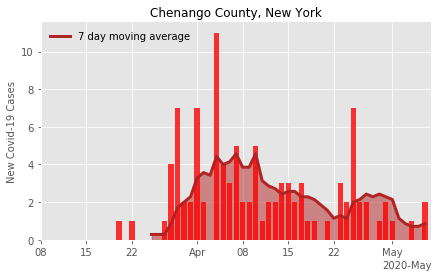 Chenango County, New York
7 day moving average
New Covid-19 Cases
10
8
6
4
2
0
08
15
22
Apr
08
15
22
May
2020-May